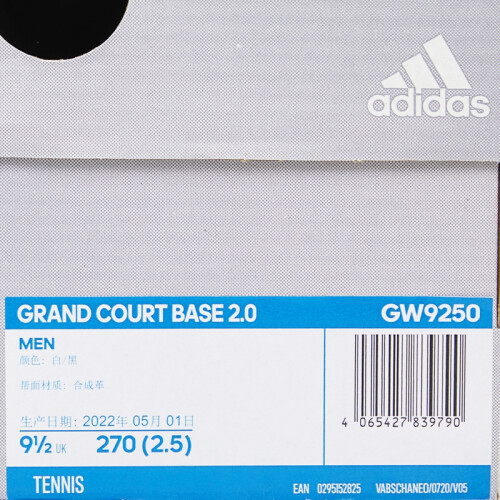 adidas
GRAND COURT BASE 2.0 GW9250
MEN
颜色: 白/黑
帮面材质: 合成革
生产日期: 2022年 05月 01日
9½ UK 270 (2.5)
4 065427 839790
TENNIS EAN 0295152825 VABSCHANEO/0720/V05